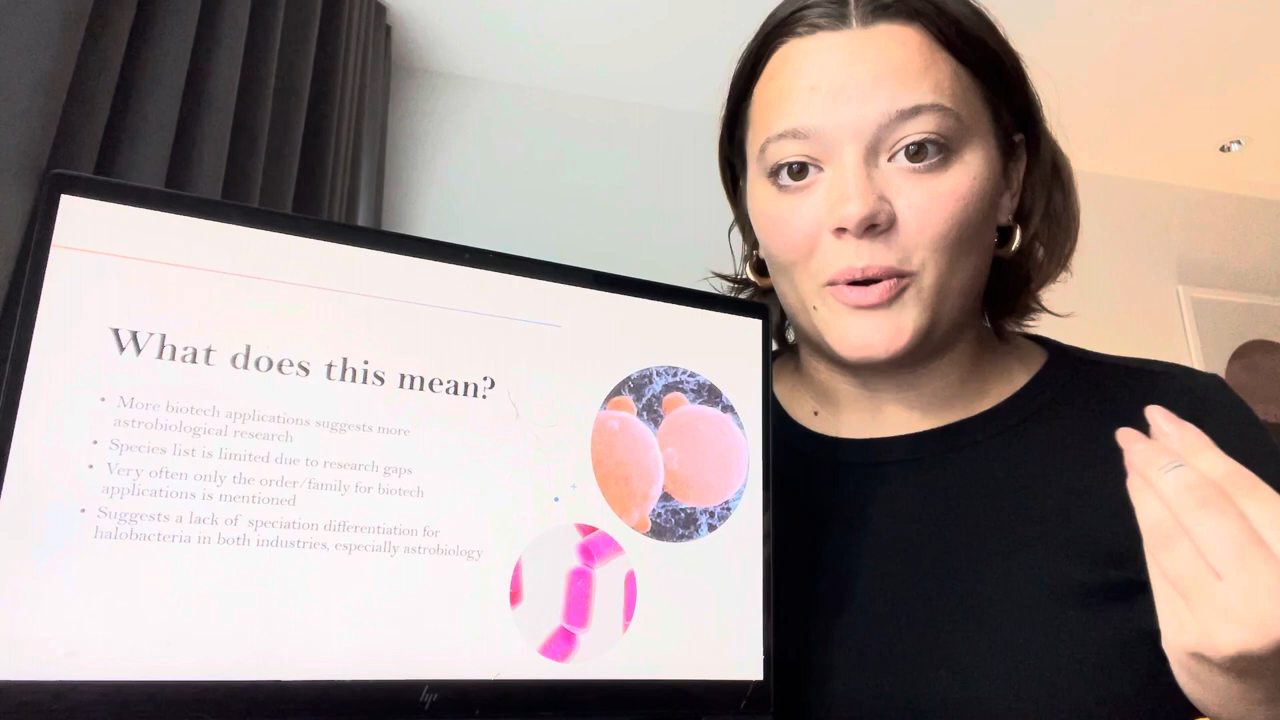 What does this mean?
• More biotech applications suggests more
astrobiological research
• Species list is limited due to research gaps
• Very often only the order/family for biotech
applications is mentioned
• Suggests a lack of speciation differentiation for
halobacteria in both industries, especially astrobiology
hp